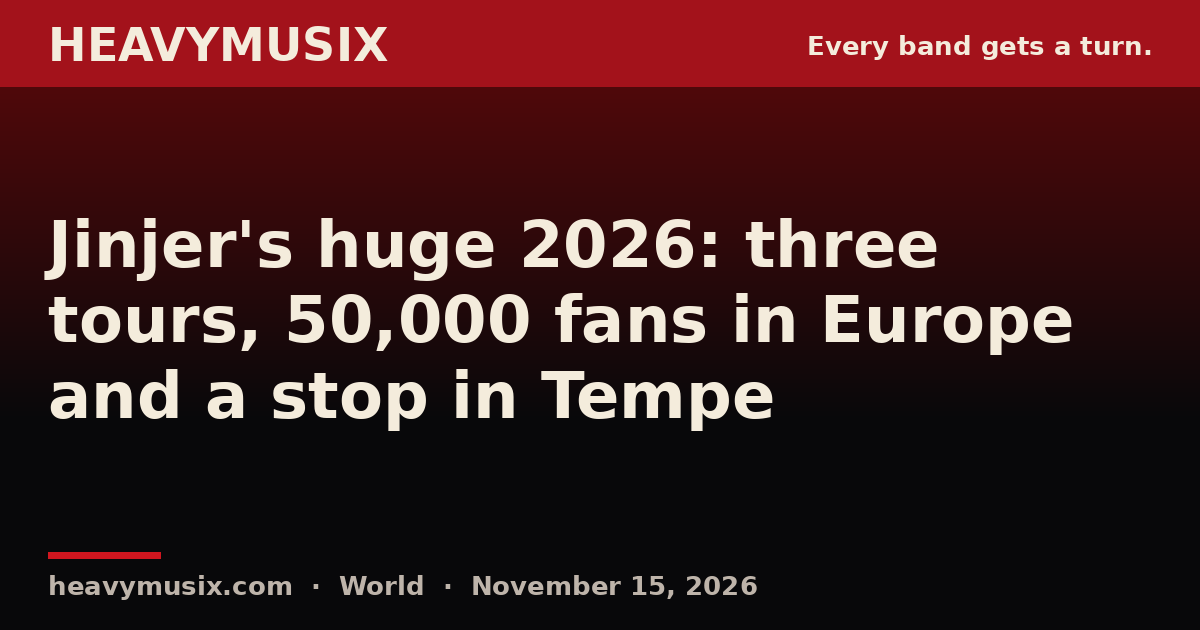 HEAVYMUSIX
Every band gets a turn.
Jinjer's huge 2026: three
tours, 50,000 fans in Europe
and a stop in Tempe
heavymusix.com · World · November 15, 2026